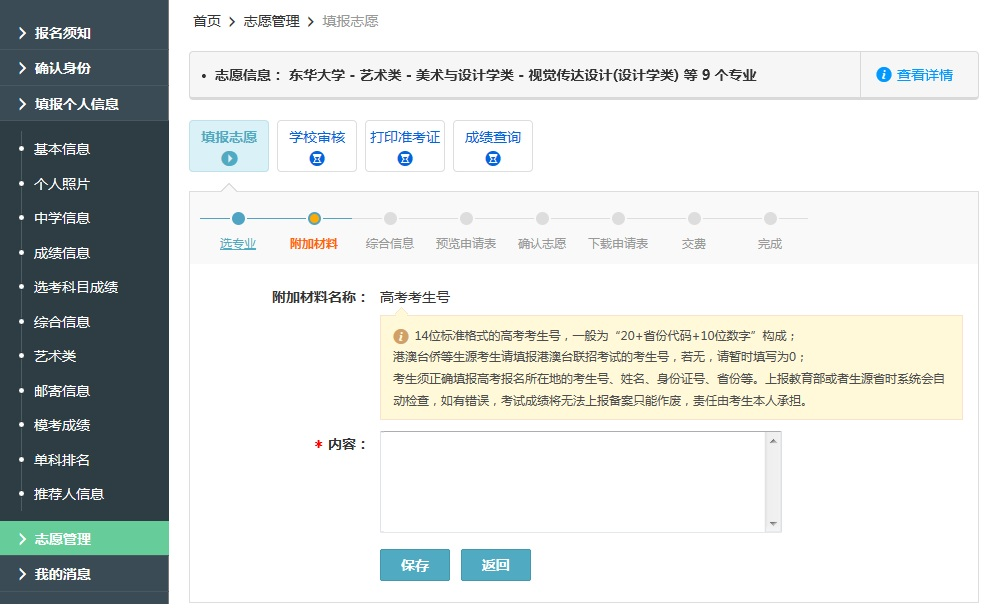 报名须知
确认身份
填报个人信息
基本信息
个人照片
中学信息
成绩信息
选考科目成绩
综合信息
艺术类
邮寄信息
模考成绩
单科排名
推荐人信息
志愿管理
我的消息
首页 > 志愿管理 > 填报志愿
• 志愿信息： 东华大学 - 艺术类 - 美术与设计学类 - 视觉传达设计(设计学类) 等 9 个专业
查看详情
填报志愿 学校审核 打印准考证 成绩查询
选专业 附加材料 综合信息 预览申请表 确认志愿 下载申请表 交费 完成
附加材料名称： 高考考生号
14位标准格式的高考考生号，一般为“20+省份代码+10位数字”构成；
港澳台侨等生源考生请填报港澳台联招考试的考生号，若无，请暂时填写为0；
考生须正确填报高考报名所在地的考生号、姓名、身份证号、省份等。上报教育部或者生源省时系统会自
动检查，如有错误，考试成绩将无法上报备案只能作废，责任由考生本人承担。
* 内容：
保存 返回